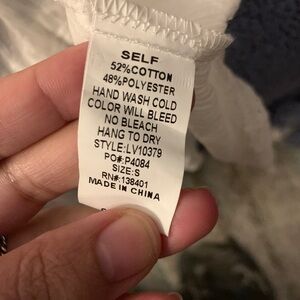 SELF
52%COTTON
48%POLYESTER
HAND WASH COLD
COLOR WILL BLEED
NO BLEACH
HANG TO DRY
STYLE:LV10379
PO#:P4084
SIZE:S
RN#:138401
MADE IN CHINA